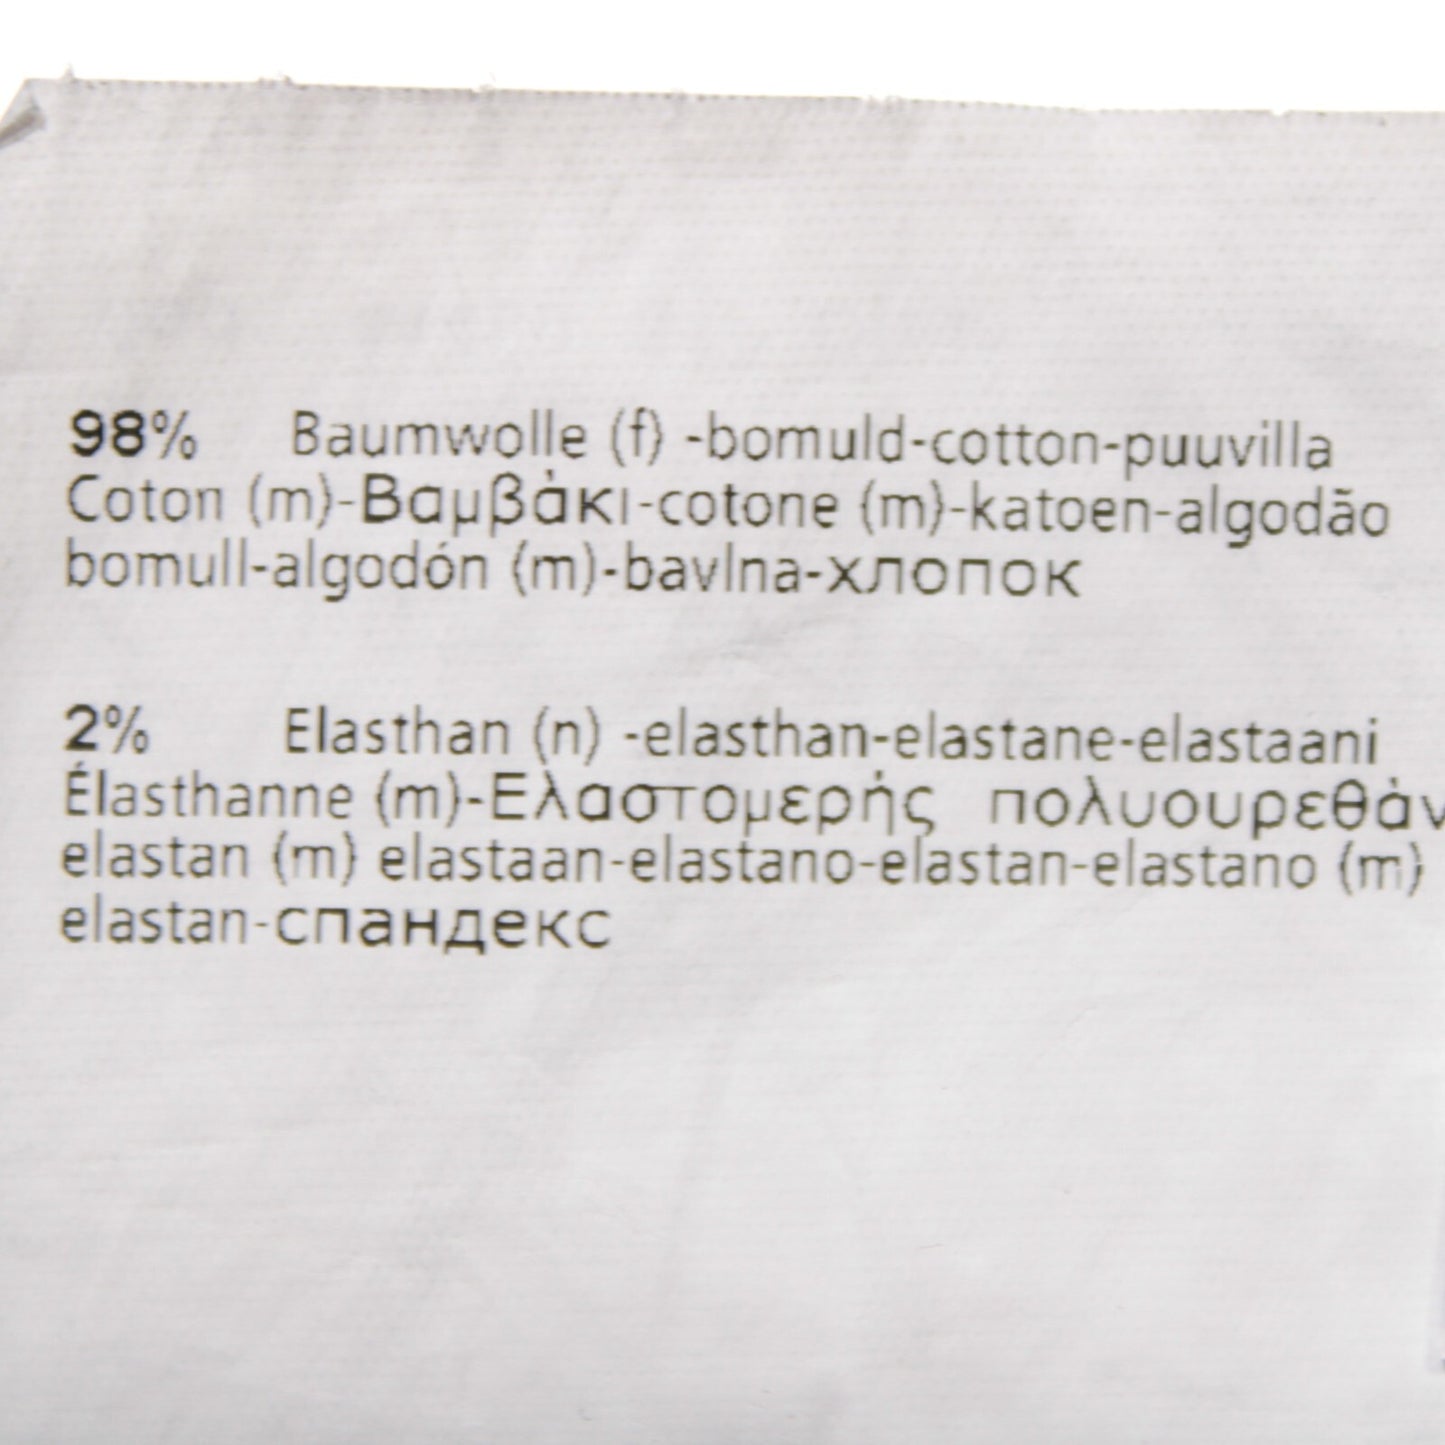 98% Baumwolle (f) -bomuld-cotton-puuvilla
Coton (m)-Βαμβάκι-cotone (m)-katoen-algodão
bomull-algodón (m)-bavlna-хлопок
2% Elasthan (n) -elasthan-elastane-elastaani
Élasthanne (m)-Ελαστομερής πολυουρεθάν
elastan (m) elastaan-elastano-elastan-elastano (m)
elastan-спандекс